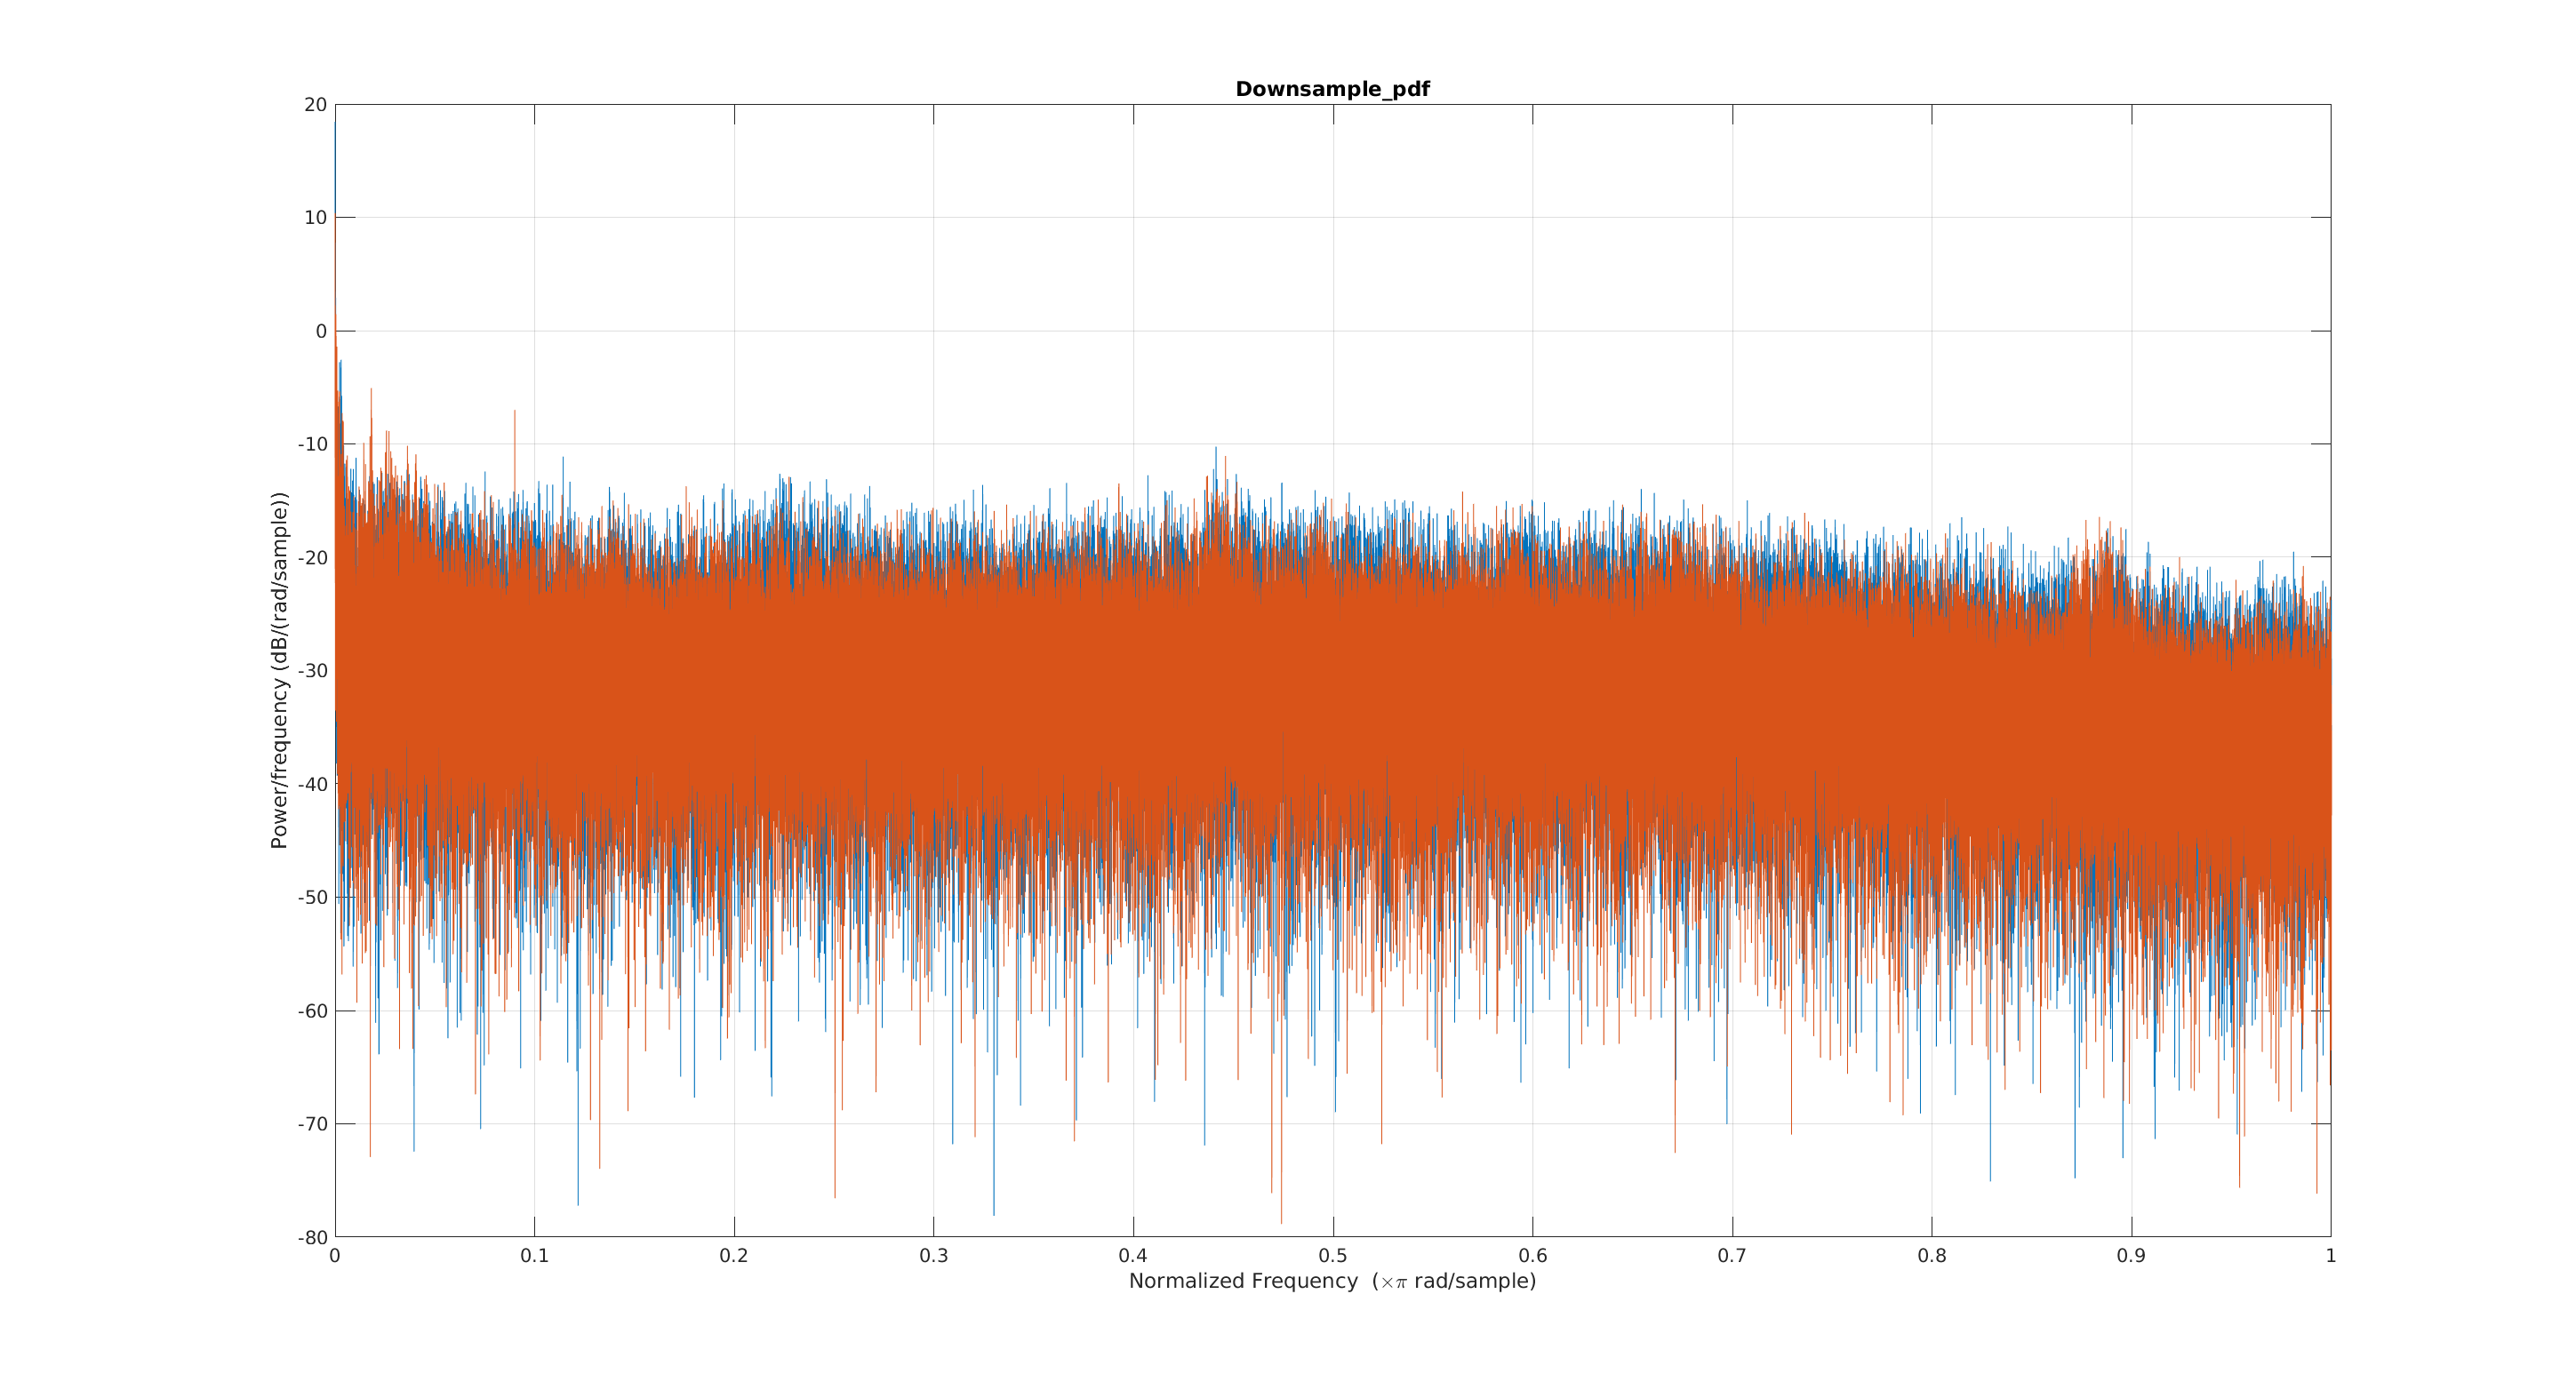 Downsample_pdf
20
10
0
-10
-20
-30
-40
-50
-60
-70
-80
Power/frequency (dB/(rad/sample))
0 0.1 0.2 0.3 0.4 0.5 0.6 0.7 0.8 0.9 1
Normalized Frequency (×π rad/sample)